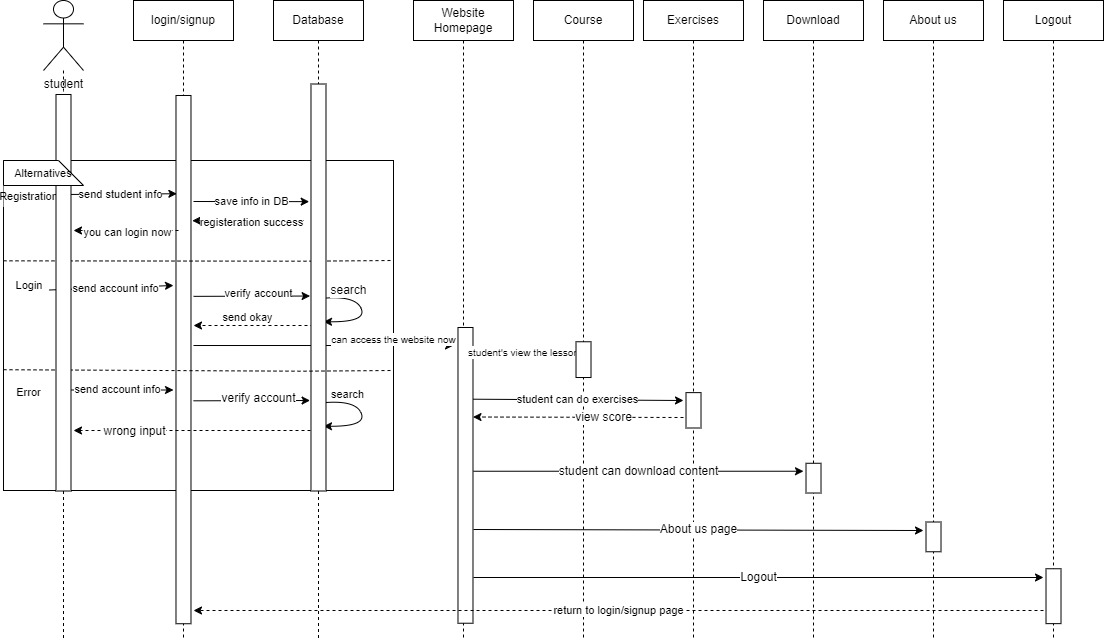 login/signup
Database
Website
Homepage
Course
Exercises
Download
About us
Logout
student
Alternatives
Registration
send student info
save info in DB
registeration success
you can login now
Login
send account info
verify account
search
send okay
can access the website now
student's view the lesson
Error
send account info
verify account
search
student can do exercises
view score
wrong input
student can download content
About us page
Logout
return to login/signup page